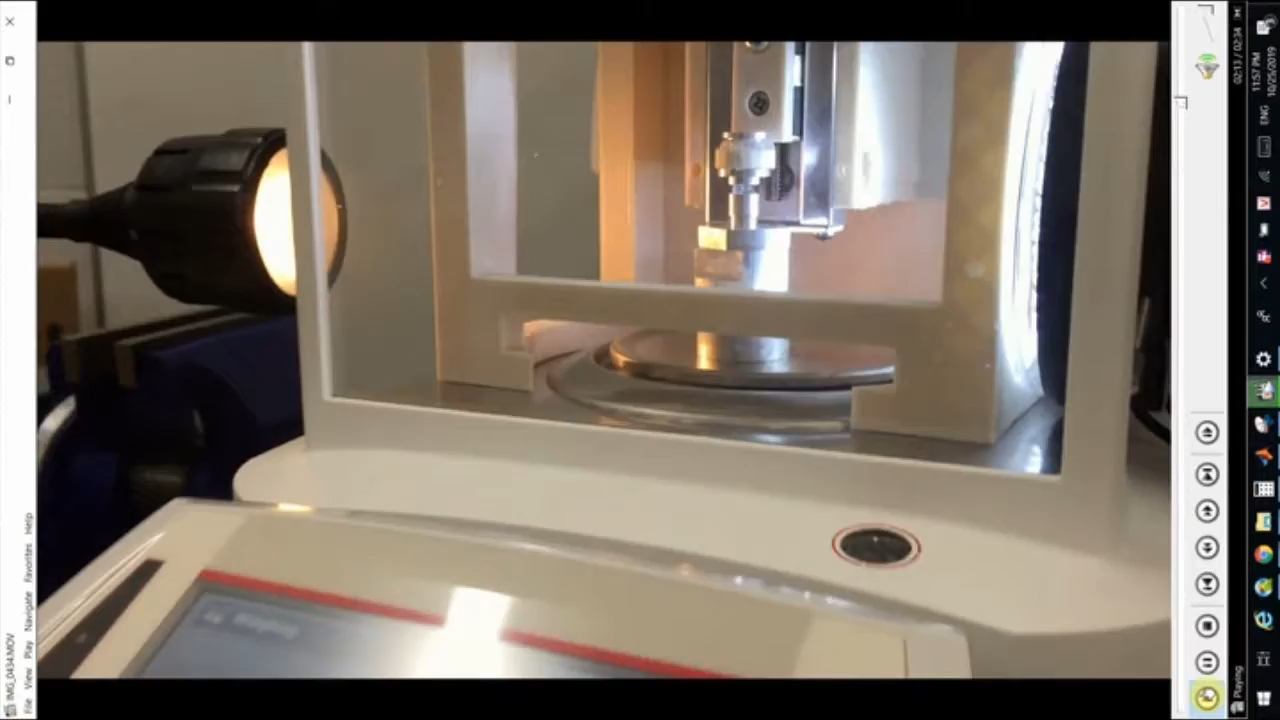 IMG_0434.MOV
File View Play Navigate Favorites Help
Playing
02:13 / 02:34
ENG
11:57 PM
10/25/2019